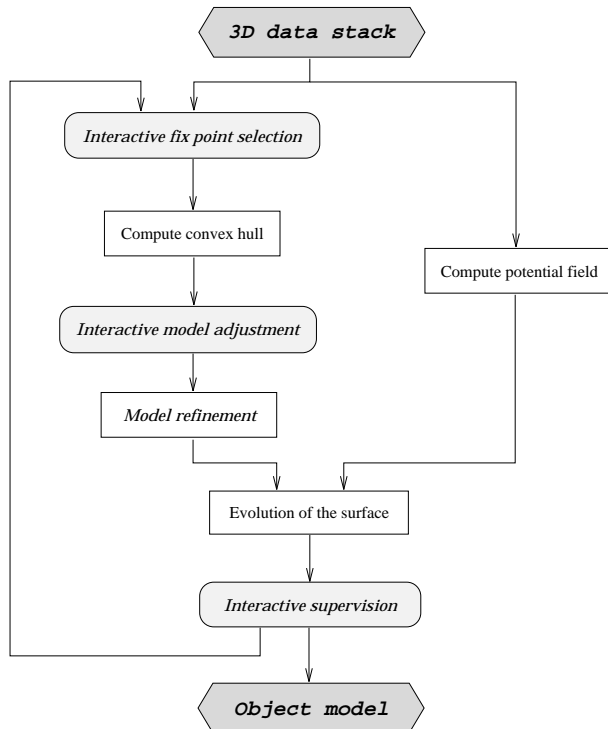 3D data stack
Interactive fix point selection
Compute convex hull
Compute potential field
Interactive model adjustment
Model refinement
Evolution of the surface
Interactive supervision
Object model